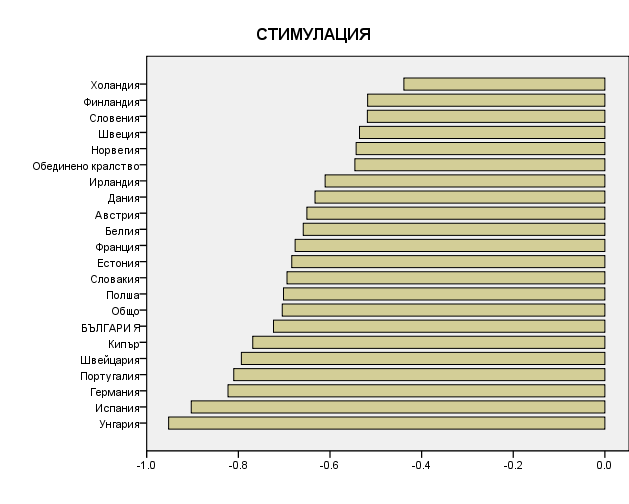 СТИМУЛАЦИЯ
Холандия
Финландия
Словения
Швеция
Норвегия
Обединено кралство
Ирландия
Дания
Австрия
Белгия
Франция
Естония
Словакия
Полша
Общо
БЪЛГАРИЯ
Кипър
Швейцария
Португалия
Германия
Испания
Унгария
-1.0 -0.8 -0.6 -0.4 -0.2 0.0